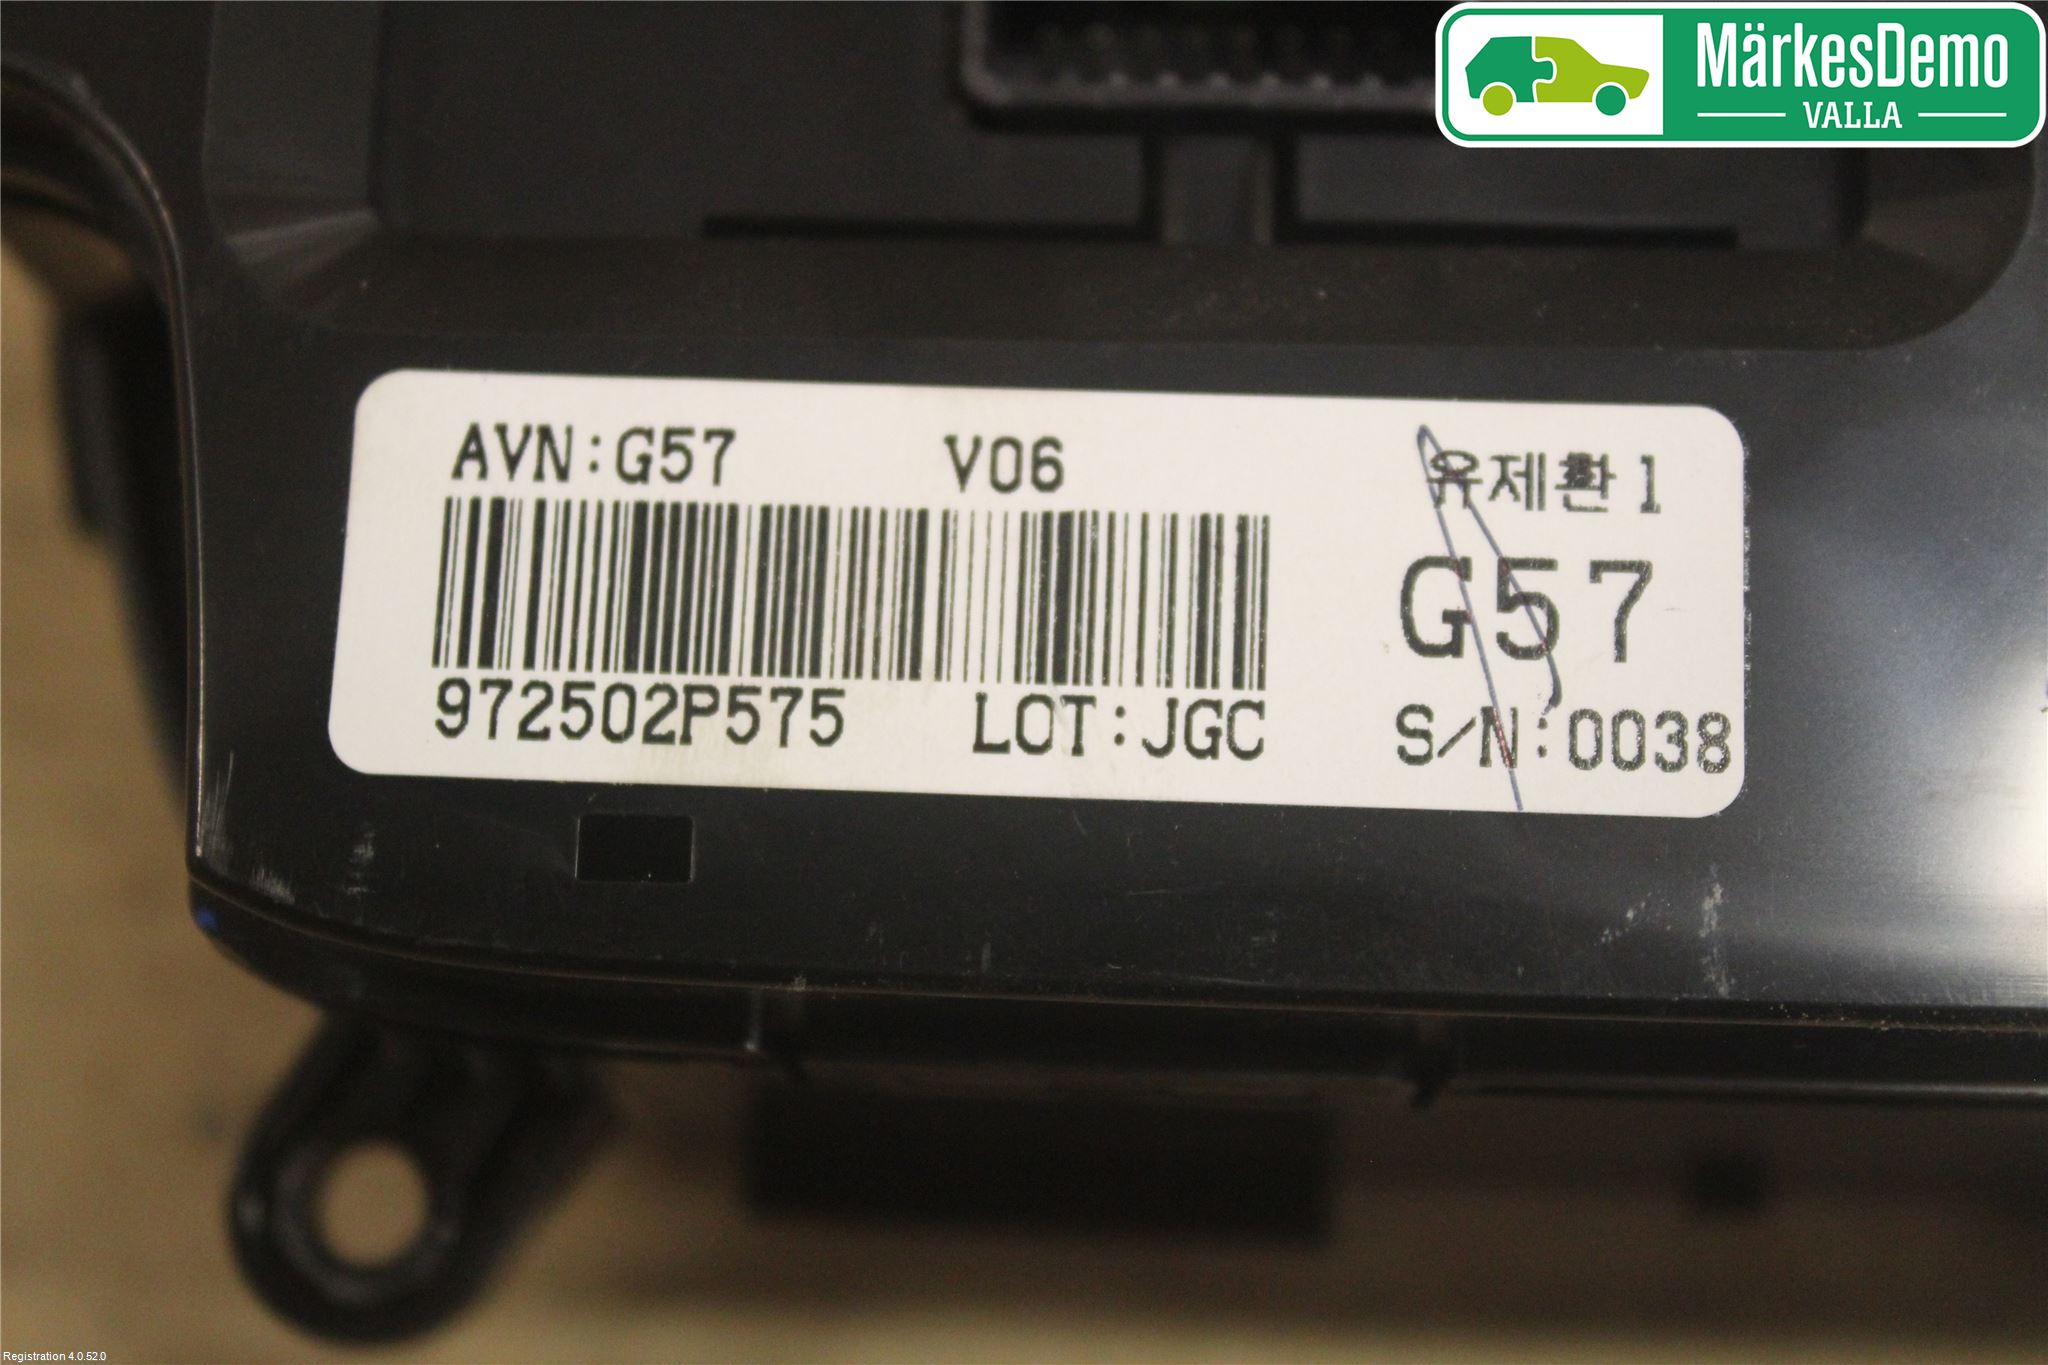 MärkesDemo
VALLA
AVN:G57 V06 유제환1
G57
972502P575 LOT:JGC S/N:0038
Registration 4.0.52.0